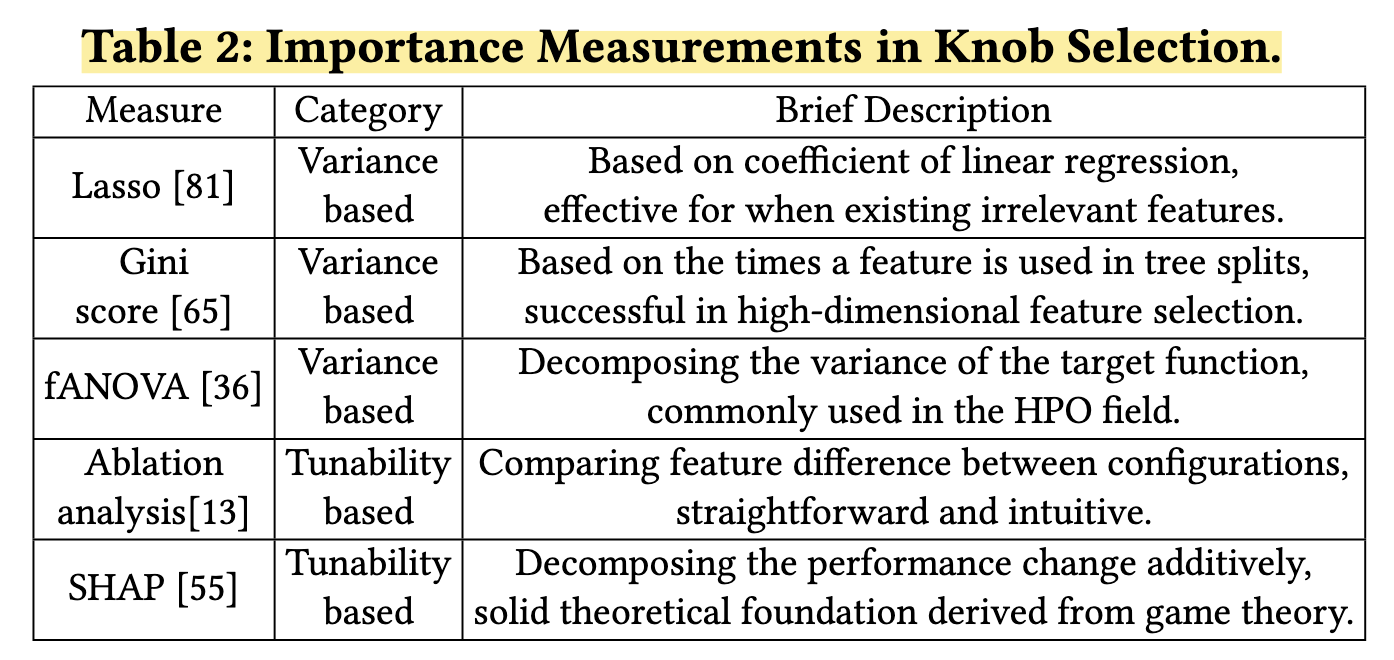 Table 2: Importance Measurements in Knob Selection.
Measure Category Brief Description
Lasso [81]
Variance
based
Based on coefficient of linear regression,
effective for when existing irrelevant features.
Gini
score [65]
Variance
based
Based on the times a feature is used in tree splits,
successful in high-dimensional feature selection.
fANOVA [36]
Variance
based
Decomposing the variance of the target function,
commonly used in the HPO field.
Ablation
analysis[13]
Tunability
based
Comparing feature difference between configurations,
straightforward and intuitive.
SHAP [55]
Tunability
based
Decomposing the performance change additively,
solid theoretical foundation derived from game theory.